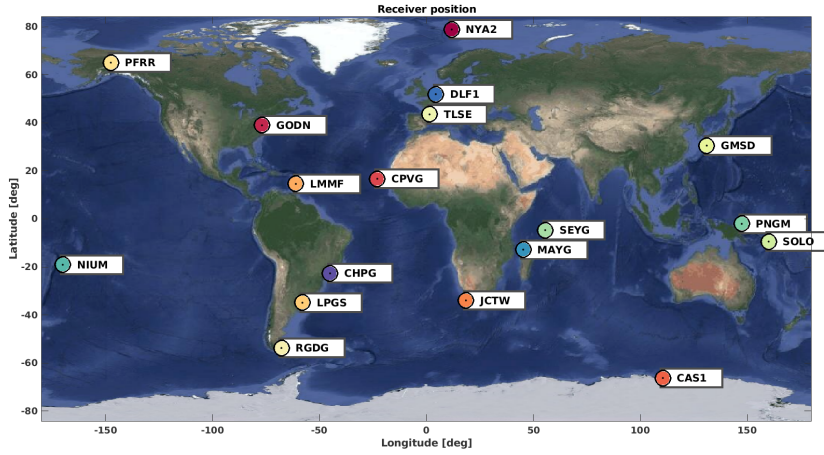 Receiver position
80
NYA2
PFRR
60
DLF1
TLSE
40
GODN
GMSD
20
LMMF
CPVG
0
PNGM
SEYG
SOLO
MAYG
-20
NIUM
CHPG
LPGS
JCTW
-40
RGDG
-60
CAS1
-80
-150
-100
-50
0
50
100
150
Longitude [deg]
Latitude [deg]